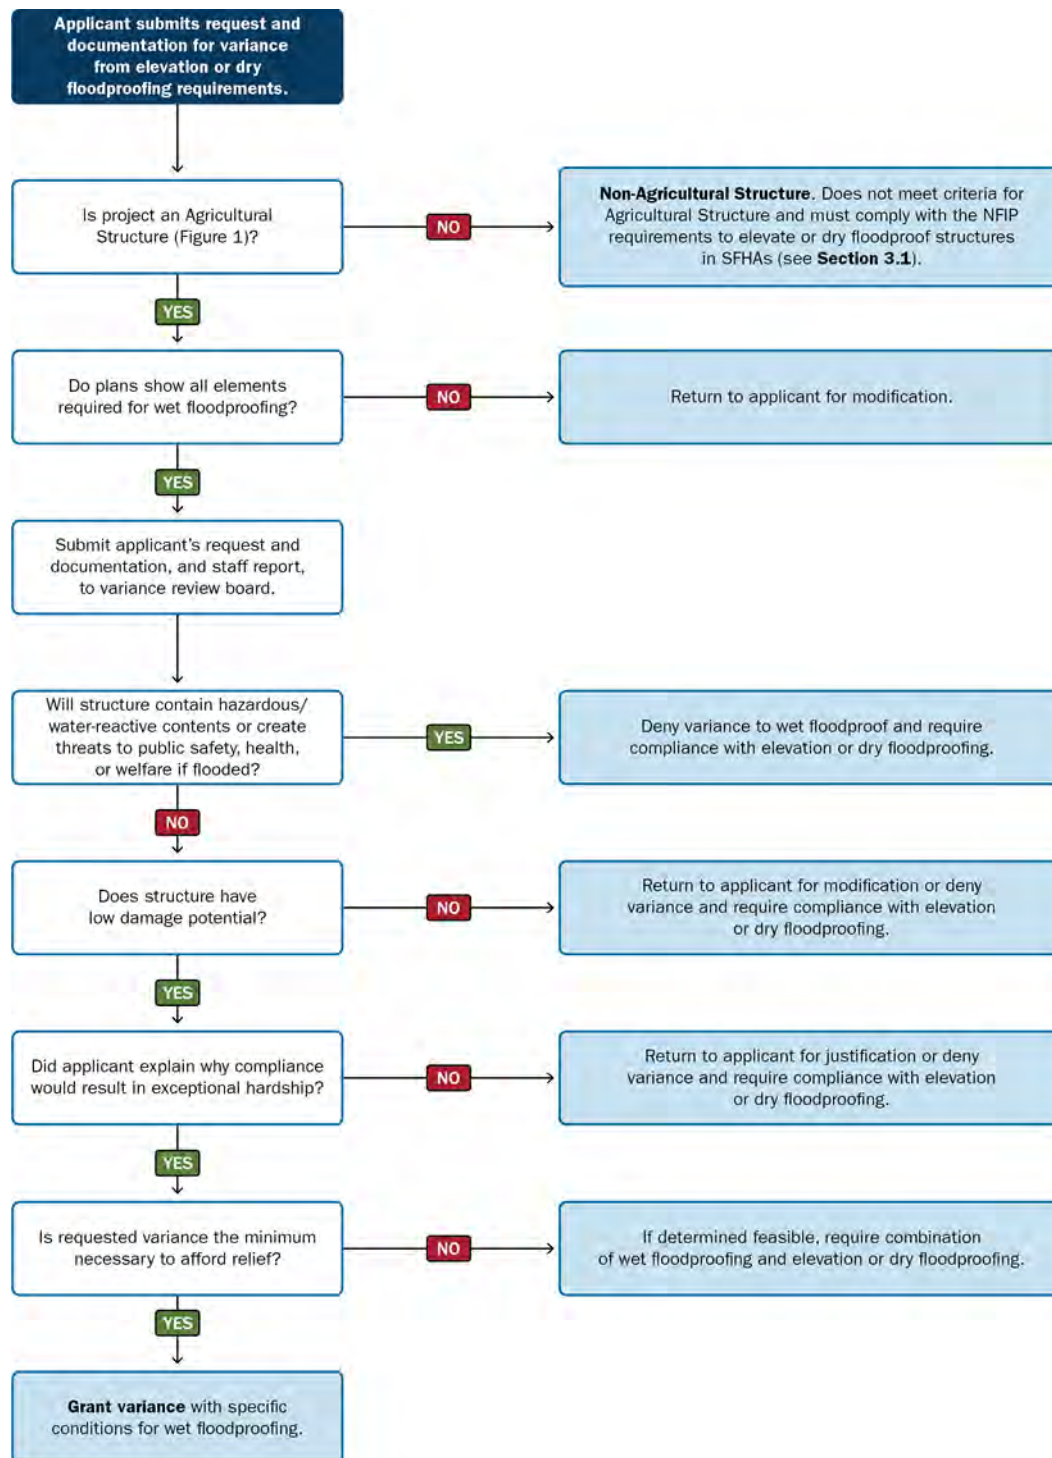 Applicant submits request and
documentation for variance
from elevation or dry
floodproofing requirements.
Is project an Agricultural
Structure (Figure 1)?
NO
Non-Agricultural Structure. Does not meet criteria for
Agricultural Structure and must comply with the NFIP
requirements to elevate or dry floodproof structures
in SFHAs (see Section 3.1).
YES
Do plans show all elements
required for wet floodproofing?
NO
Return to applicant for modification.
YES
Submit applicant's request and
documentation, and staff report,
to variance review board.
Will structure contain hazardous/
water-reactive contents or create
threats to public safety, health,
or welfare if flooded?
YES
Deny variance to wet floodproof and require
compliance with elevation or dry floodproofing.
NO
Does structure have
low damage potential?
NO
Return to applicant for modification or deny
variance and require compliance with elevation
or dry floodproofing.
YES
Did applicant explain why compliance
would result in exceptional hardship?
NO
Return to applicant for justification or deny
variance and require compliance with elevation
or dry floodproofing.
YES
Is requested variance the minimum
necessary to afford relief?
NO
If determined feasible, require combination
of wet floodproofing and elevation or dry floodproofing.
YES
Grant variance with specific
conditions for wet floodproofing.